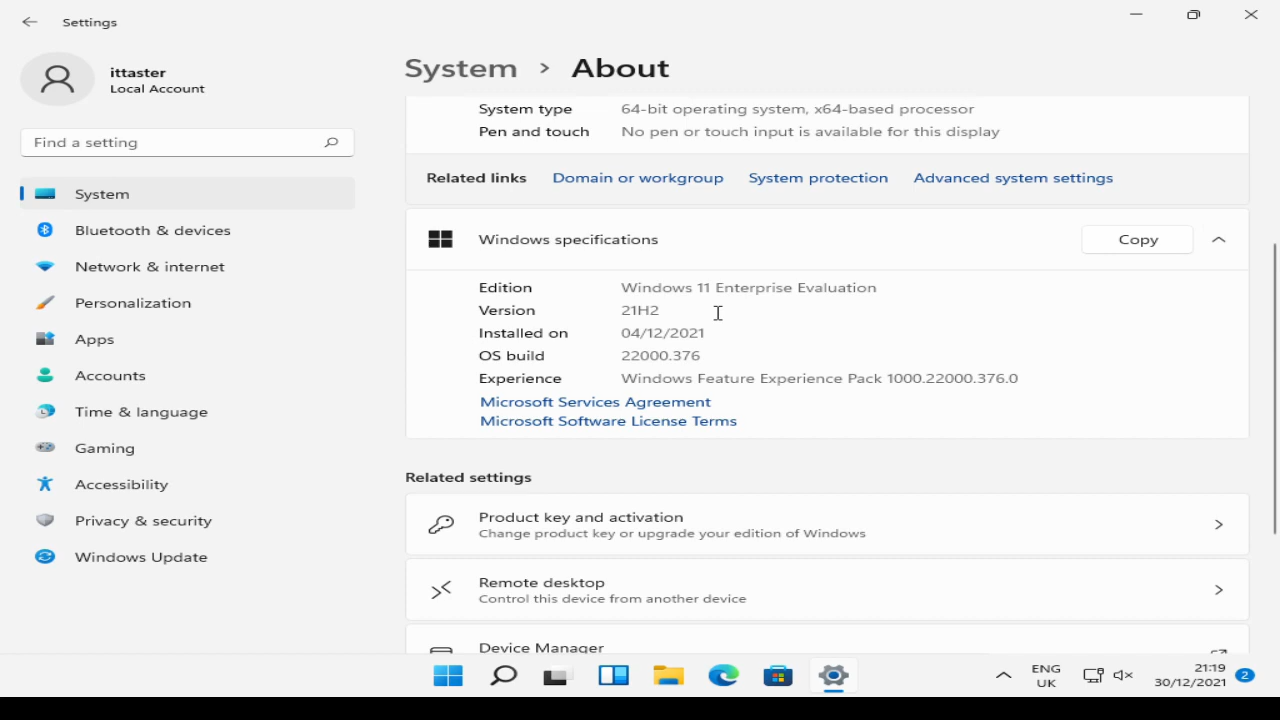 Settings
ittaster
Local Account
Find a setting
System
Bluetooth & devices
Network & internet
Personalization
Apps
Accounts
Time & language
Gaming
Accessibility
Privacy & security
Windows Update
System > About
System type 64-bit operating system, x64-based processor
Pen and touch No pen or touch input is available for this display
Related links Domain or workgroup System protection Advanced system settings
Windows specifications Copy
Edition Windows 11 Enterprise Evaluation
Version 21H2
Installed on 04/12/2021
OS build 22000.376
Experience Windows Feature Experience Pack 1000.22000.376.0
Microsoft Services Agreement
Microsoft Software License Terms
Related settings
Product key and activation
Change product key or upgrade your edition of Windows
Remote desktop
Control this device from another device
Device Manager
ENG
UK
21:19
30/12/2021
2